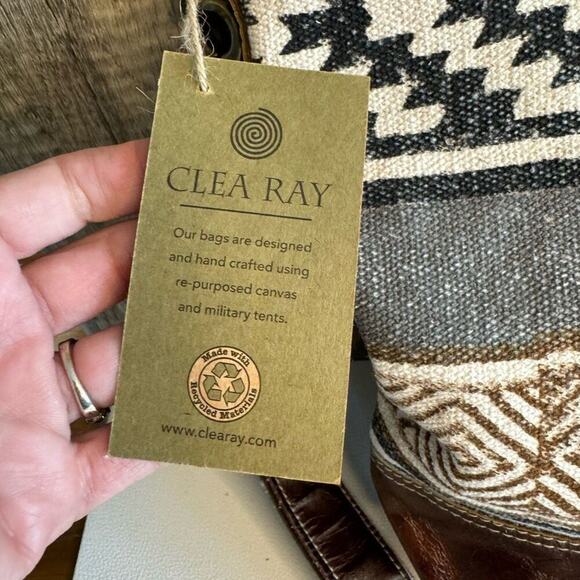 CLEA RAY
Our bags are designed
and hand crafted using
re-purposed canvas
and military tents.
Made with
Recycled Materials
www.clearay.com